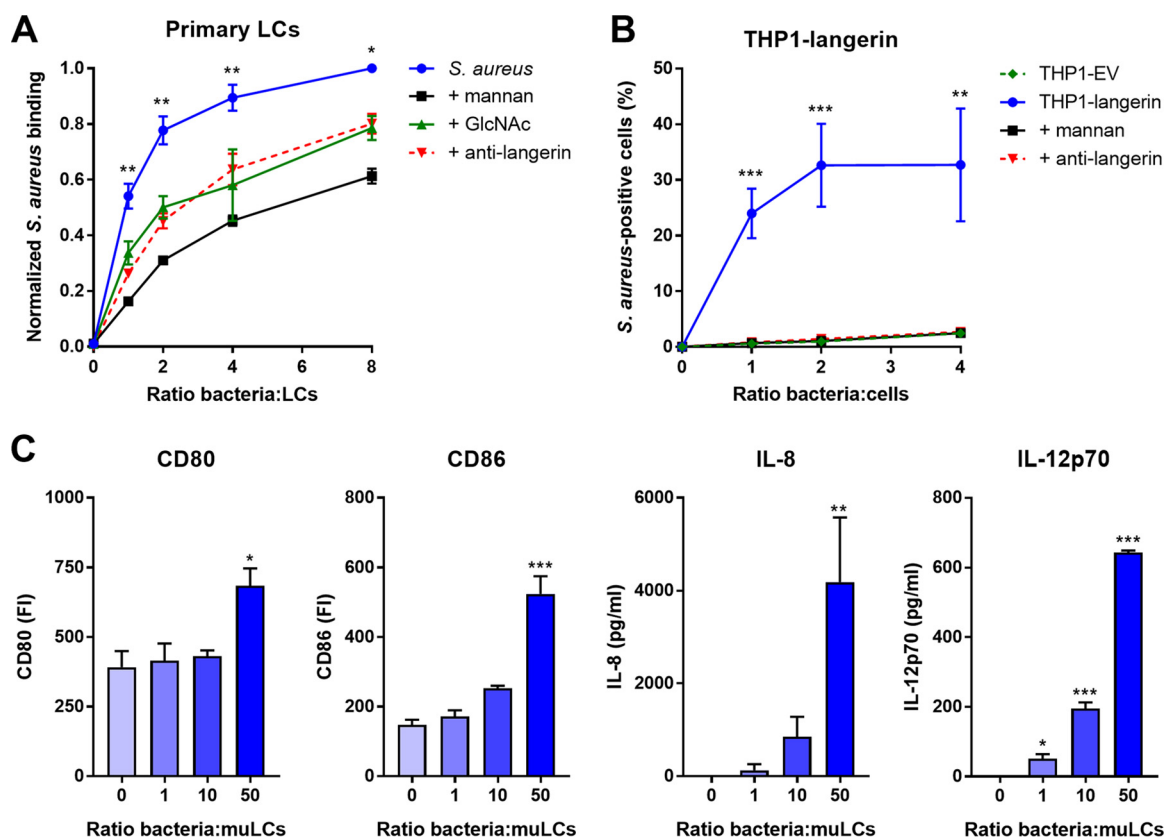 A
Primary LCs
Normalized S. aureus binding
1.0
0.8
0.6
0.4
0.2
0.0
**
**
**
*
0
2
4
6
8
Ratio bacteria:LCs
S. aureus
+ mannan
+ GlcNAc
+ anti-langerin
B
THP1-langerin
S. aureus-positive cells (%)
50
40
30
20
10
0
***
***
**
0
1
2
3
4
Ratio bacteria:cells
THP1-EV
THP1-langerin
+ mannan
+ anti-langerin
C
CD80
CD80 (FI)
1000
750
500
250
0
*
0 1 10 50
Ratio bacteria:muLCs
CD86
CD86 (FI)
800
600
400
200
0
***
0 1 10 50
Ratio bacteria:muLCs
IL-8
IL-8
(pg/ml)
6000
4000
2000
0
**
0 1 10 50
Ratio bacteria:muLCs
IL-12p70
IL-12p70 (pg/ml)
800
600
400
200
0
*
***
***
0 1 10 50
Ratio bacteria:muLCs